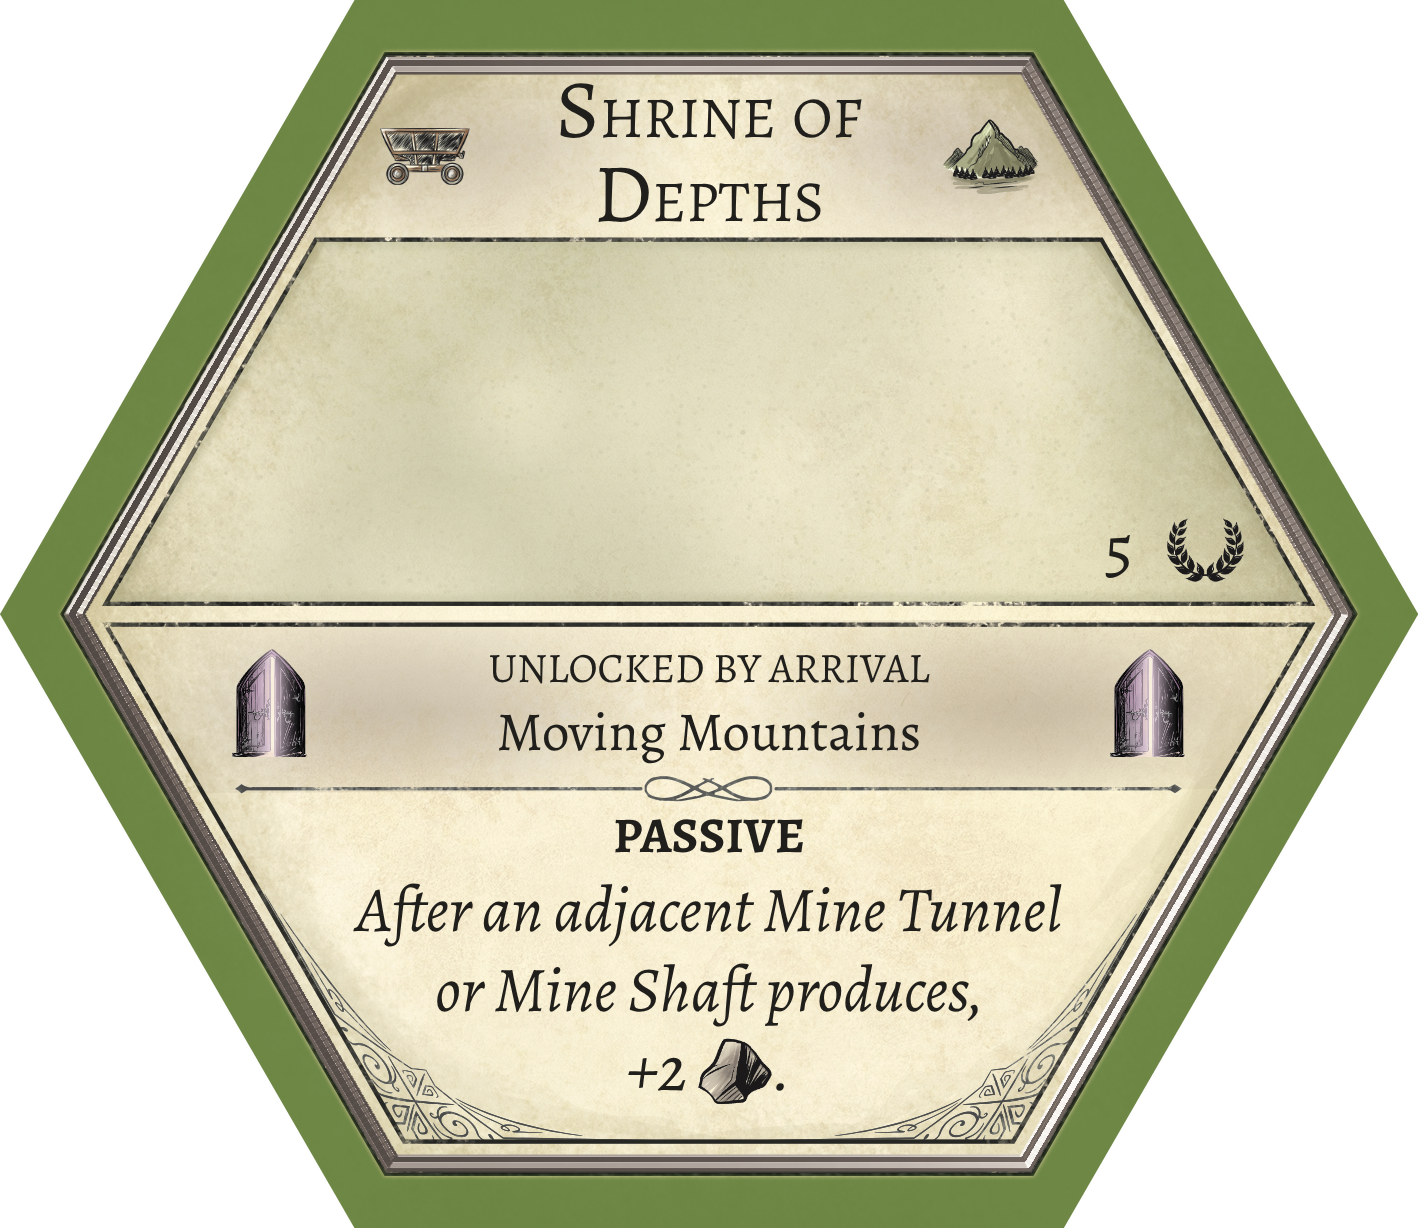 Shrine of
Depths
5
UNLOCKED BY ARRIVAL
Moving Mountains
PASSIVE
After an adjacent Mine Tunnel
or Mine Shaft produces,
+2 .